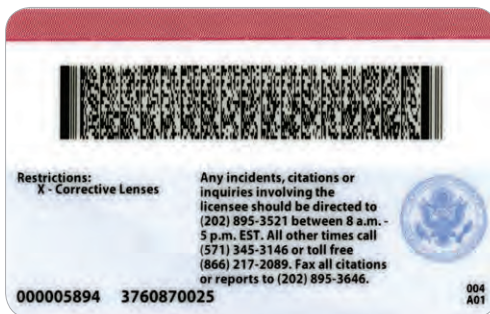 Restrictions:
X - Corrective Lenses
Any incidents, citations or
inquiries involving the
licensee should be directed to
(202) 895-3521 between 8 a.m. -
5 p.m. EST. All other times call
(571) 345-3146 or toll free
(866) 217-2089. Fax all citations
or reports to (202) 895-3646.
000005894 3760870025
004
A01